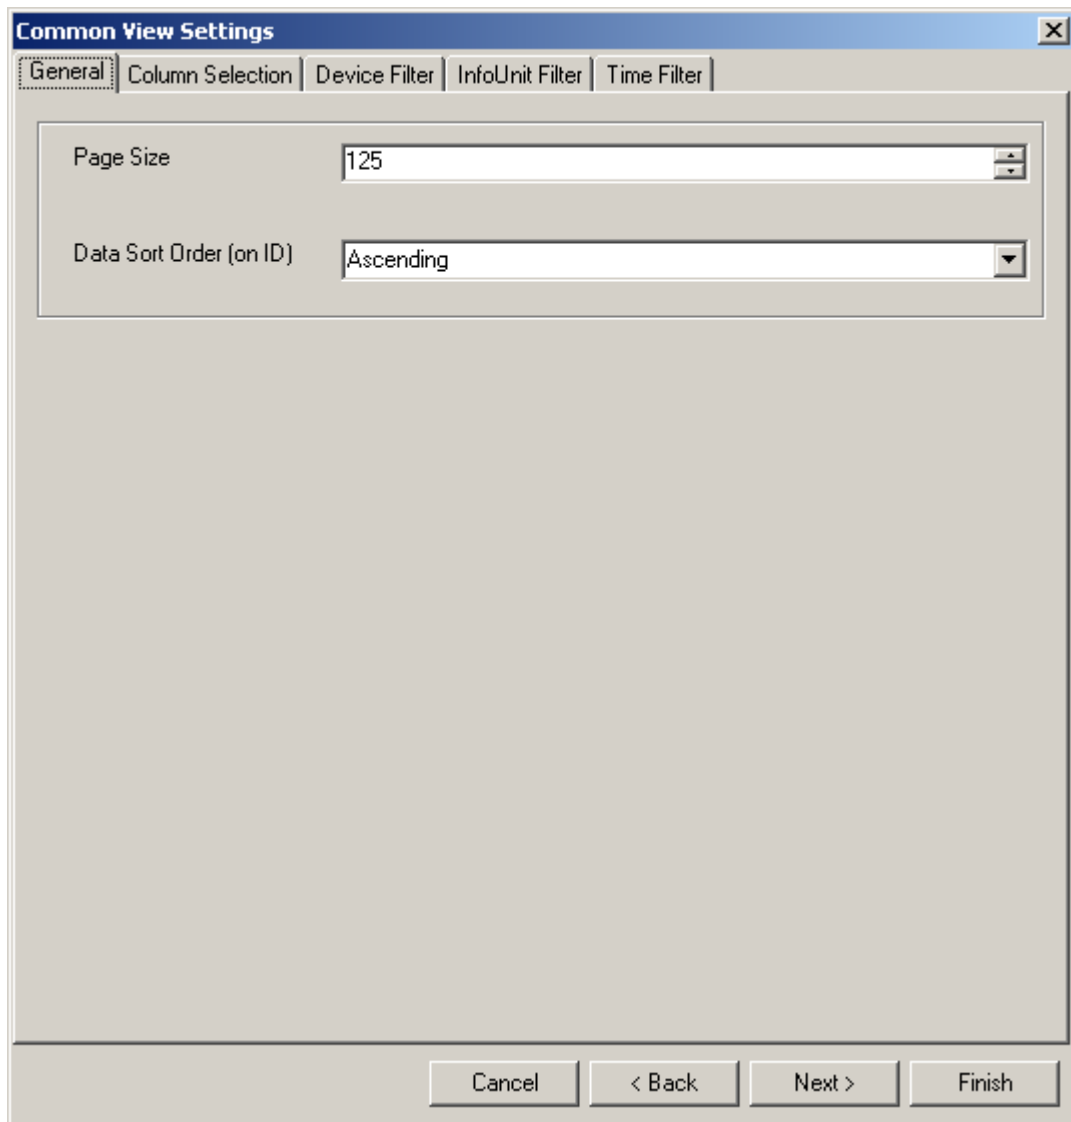 Common View Settings
General Column Selection Device Filter InfoUnit Filter Time Filter
Page Size 125
Data Sort Order (on ID) Ascending
Cancel < Back Next > Finish